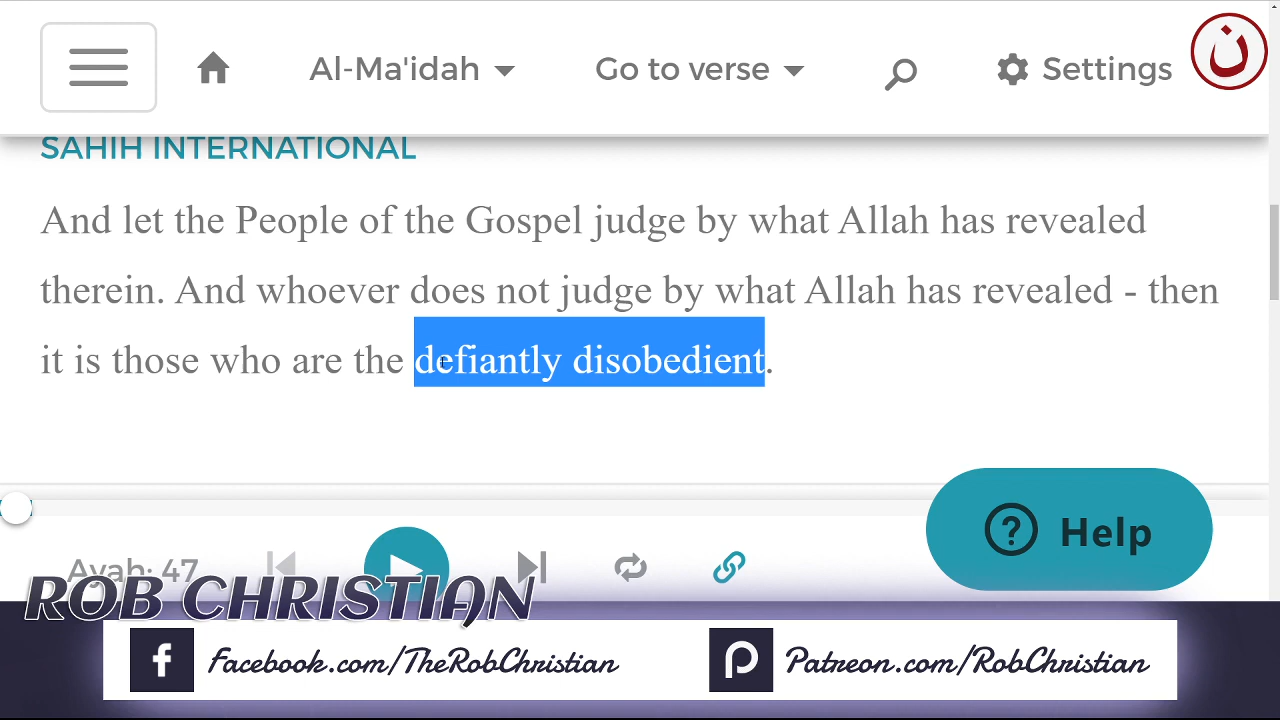 Al-Ma'idah
Go to verse
Settings
ن
SAHIH INTERNATIONAL
And let the People of the Gospel judge by what Allah has revealed
therein. And whoever does not judge by what Allah has revealed - then
it is those who are the defiantly disobedient.
Help
Ayah: 47
ROB CHRISTIAN
Facebook.com/TheRobChristian
Patreon.com/RobChristian